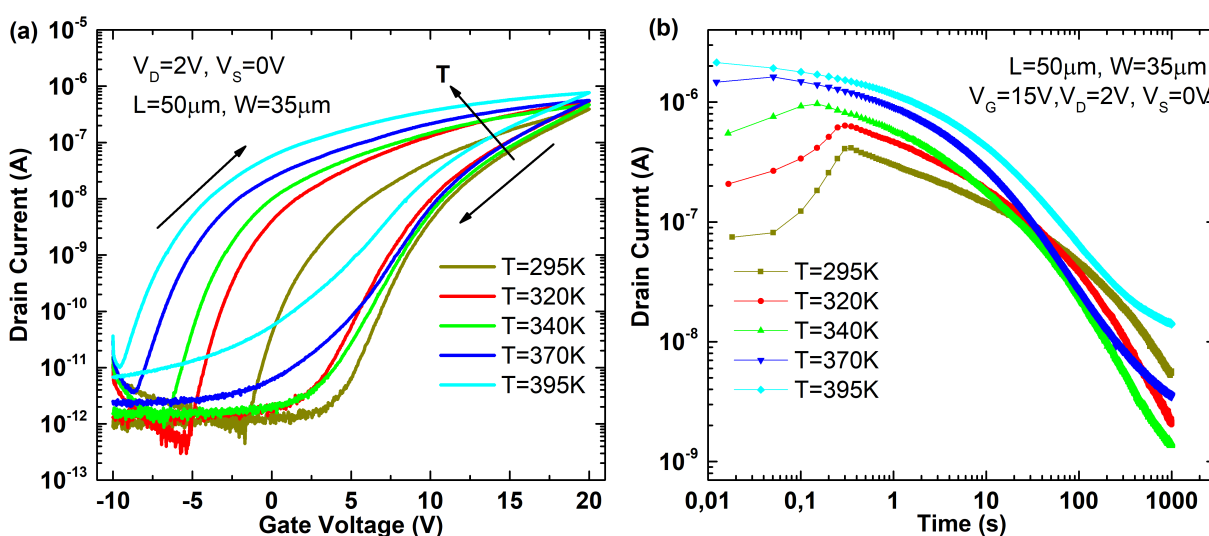 (a)
V_D=2V, V_S=0V
L=50μm, W=35μm
T
T=295K
T=320K
T=340K
T=370K
T=395K
10^-5
10^-6
10^-7
10^-8
10^-9
10^-10
10^-11
10^-12
10^-13
Drain Current (A)
-10 -5 0 5 10 15 20
Gate Voltage (V)
(b)
L=50μm, W=35μm
V_G=15V,V_D=2V, V_S=0V
T=295K
T=320K
T=340K
T=370K
T=395K
10^-6
10^-7
10^-8
10^-9
Drain Currnt (A)
0,01 0,1 1 10 100 1000
Time (s)